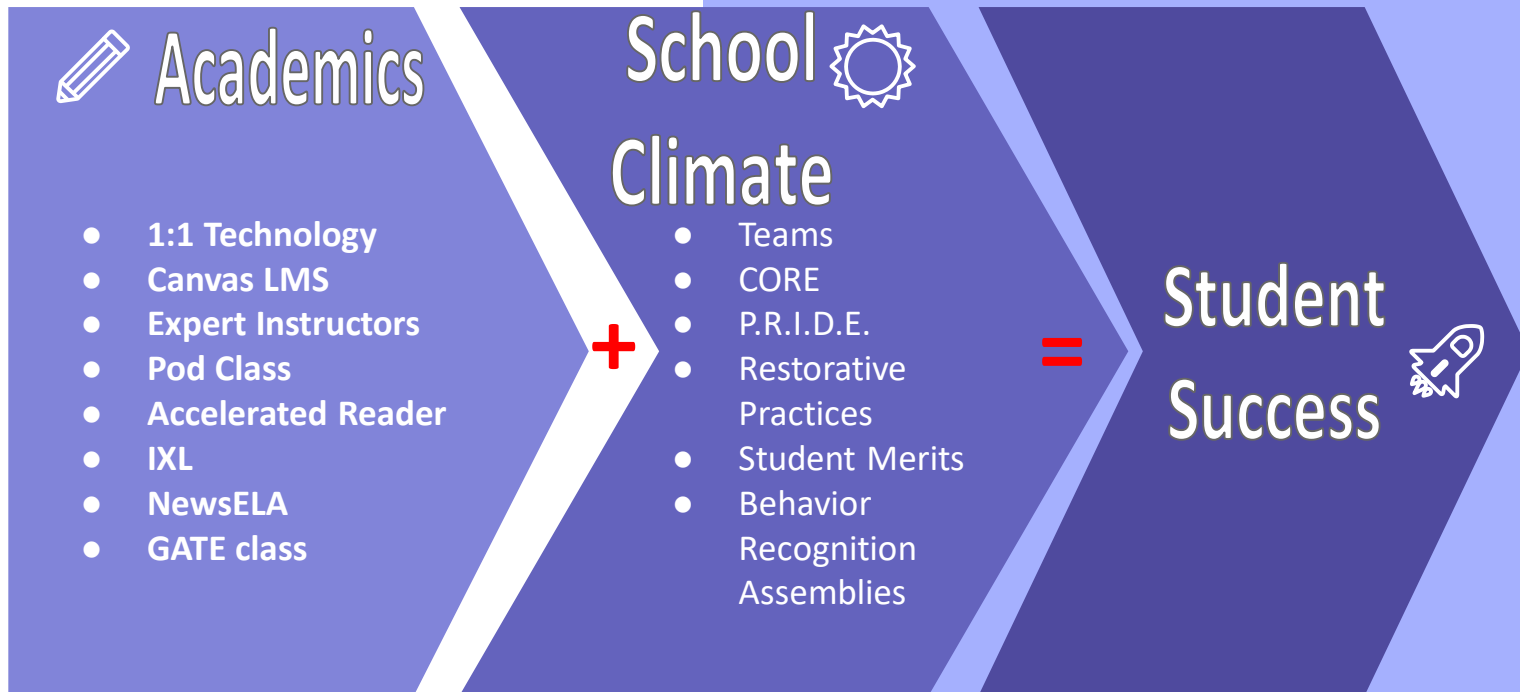 Academics
● 1:1 Technology
● Canvas LMS
● Expert Instructors
● Pod Class
● Accelerated Reader
● IXL
● NewsELA
● GATE class
+
School
Climate
● Teams
● CORE
● P.R.I.D.E.
● Restorative
Practices
● Student Merits
● Behavior
Recognition
Assemblies
=
Student
Success